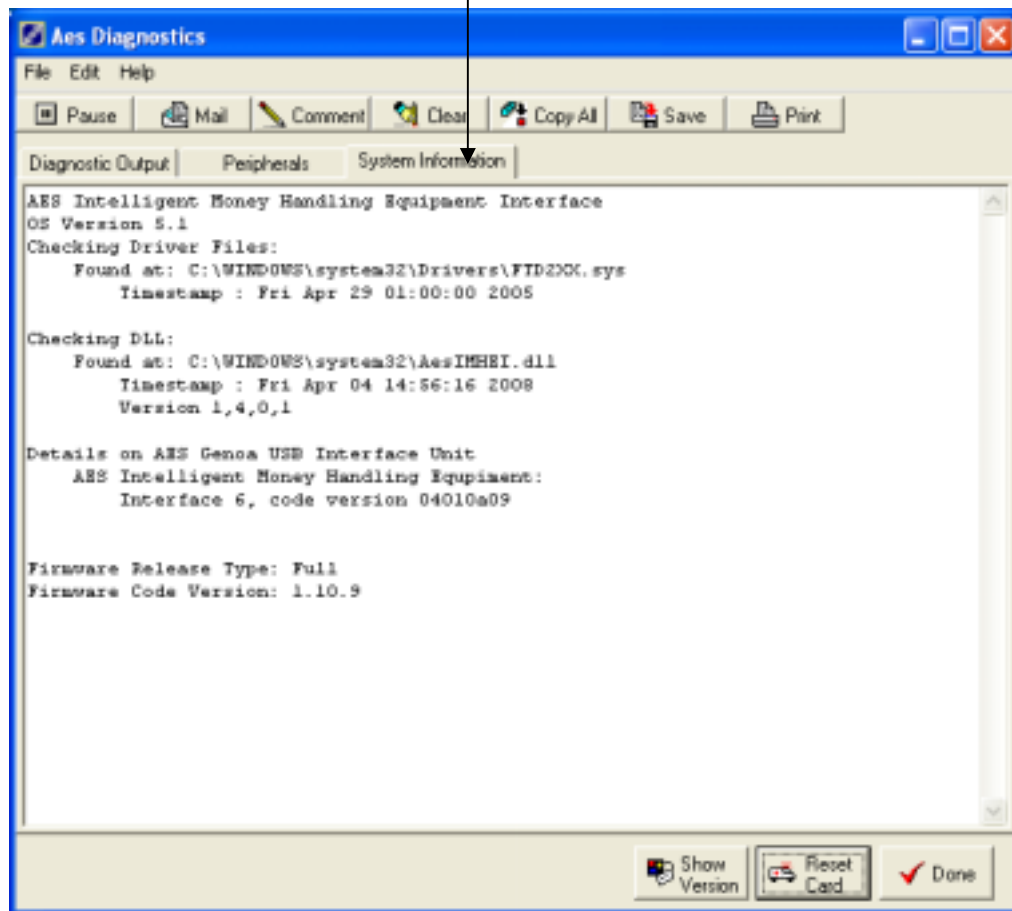 Aes Diagnostics
File Edit Help
Pause Mail Comment Clear Copy All Save Print
Diagnostic Output Peripherals System Information
AES Intelligent Money Handling Equipment Interface
OS Version 5.1
Checking Driver Files:
Found at: C:\WINDOWS\system32\Drivers\FTD2XX.sys
Timestamp : Fri Apr 29 01:00:00 2005
Checking DLL:
Found at: C:\WINDOWS\system32\AesIMHEI.dll
Timestamp : Fri Apr 04 14:56:16 2008
Version 1,4,0,1
Details on AES Genoa USB Interface Unit
AES Intelligent Money Handling Equpiment:
Interface 6, code version 04010a09
Firmware Release Type: Full
Firmware Code Version: 1.10.9
Show Version Reset Card Done